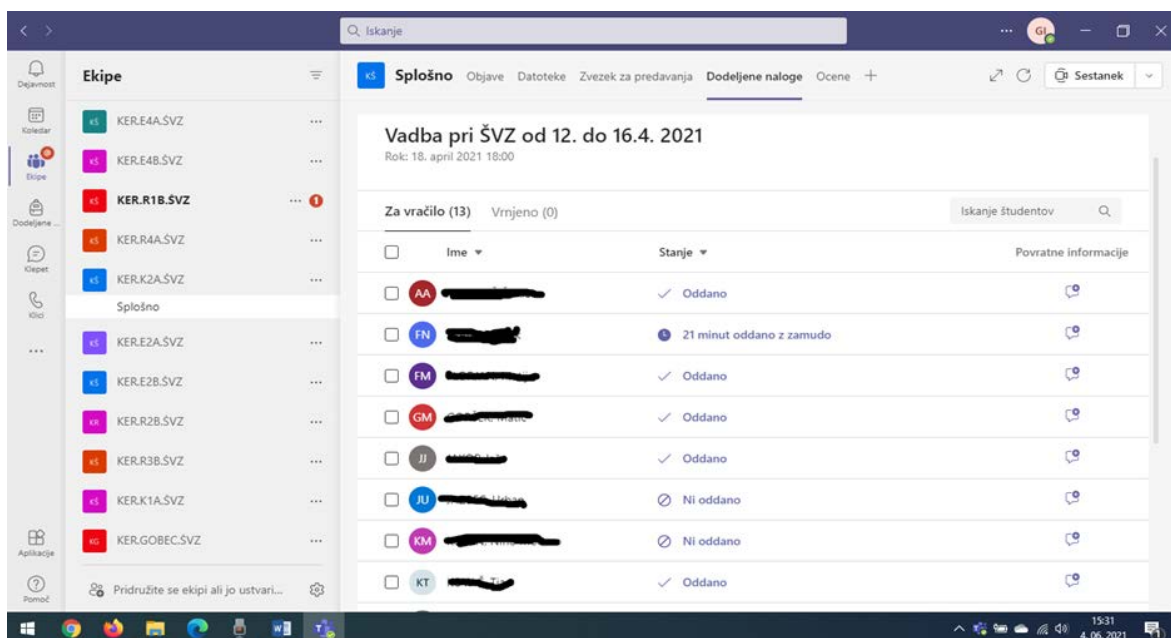 Iskanje
GI
Dejavnost
Koledar
Ekipe
Dodeljene ...
Klepet
Klici
Aplikacije
Pomoč
Ekipe
KŠ KER.E4A.ŠVZ
KŠ KER.E4B.ŠVZ
KŠ KER.R1B.ŠVZ 1
KŠ KER.R4A.ŠVZ
KŠ KER.K2A.ŠVZ
Splošno
KŠ KER.E2A.ŠVZ
KŠ KER.E2B.ŠVZ
KR KER.R2B.ŠVZ
KŠ KER.R3B.ŠVZ
KŠ KER.K1A.ŠVZ
KG KER.GOBEC.ŠVZ
Pridružite se ekipi ali jo ustvari...
KŠ Splošno Objave Datoteke Zvezek za predavanja Dodeljene naloge Ocene + Sestanek
Vadba pri ŠVZ od 12. do 16.4. 2021
Rok: 18. april 2021 18:00
Za vračilo (13) Vrnjeno (0) Iskanje študentov
Ime Stanje Povratne informacije
AA Oddano
FN 21 minut oddano z zamudo
FM Oddano
GM Oddano
JJ Oddano
JU Ni oddano
KM Ni oddano
KT Oddano
15:31
4. 06. 2021